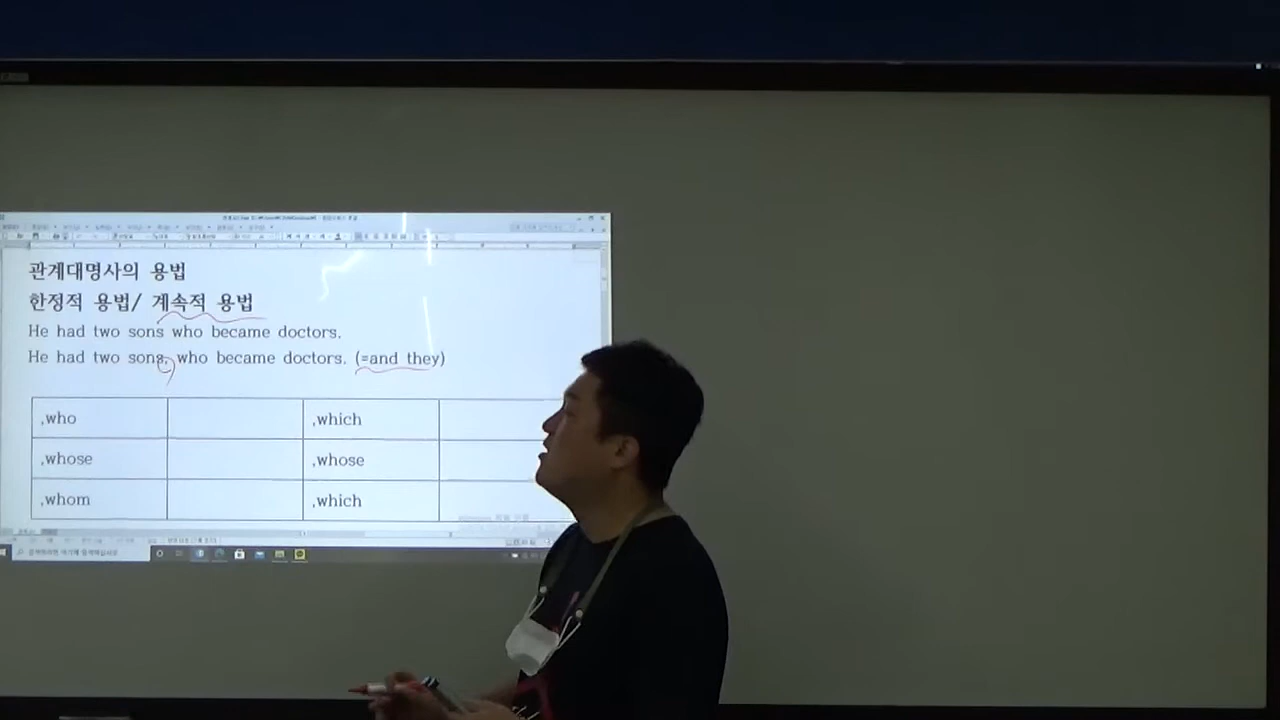 관계대명사의 용법
한정적 용법/ 계속적 용법
He had two sons who became doctors.
He had two sons, who became doctors. (=and they)
,who ,which
,whose ,whose
,whom ,which